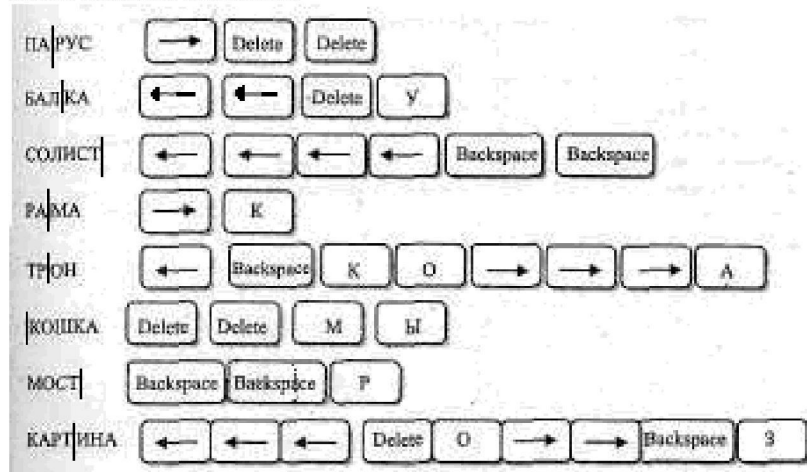 ПА|РУС → Delete Delete
БАЛ|КА ← ← Delete У
СОЛИСТ| ← ← ← ← Backspace Backspace
РА|МА → К
ТР|ОН ← Backspace К О → → → А
|КОШКА Delete Delete М Ы
МОСТ| Backspace Backspace Р
КАРТ|ИНА ← ← ← Delete О → → Backspace З